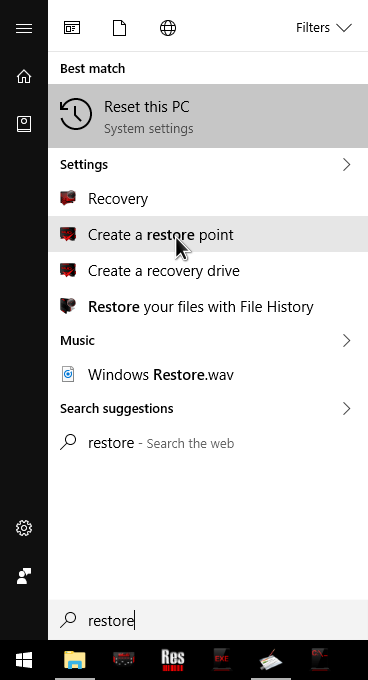 Filters
Best match
Reset this PC
System settings
Settings
Recovery
Create a restore point
Create a recovery drive
Restore your files with File History
Music
Windows Restore.wav
Search suggestions
restore - Search the web
restore
Res
EXE